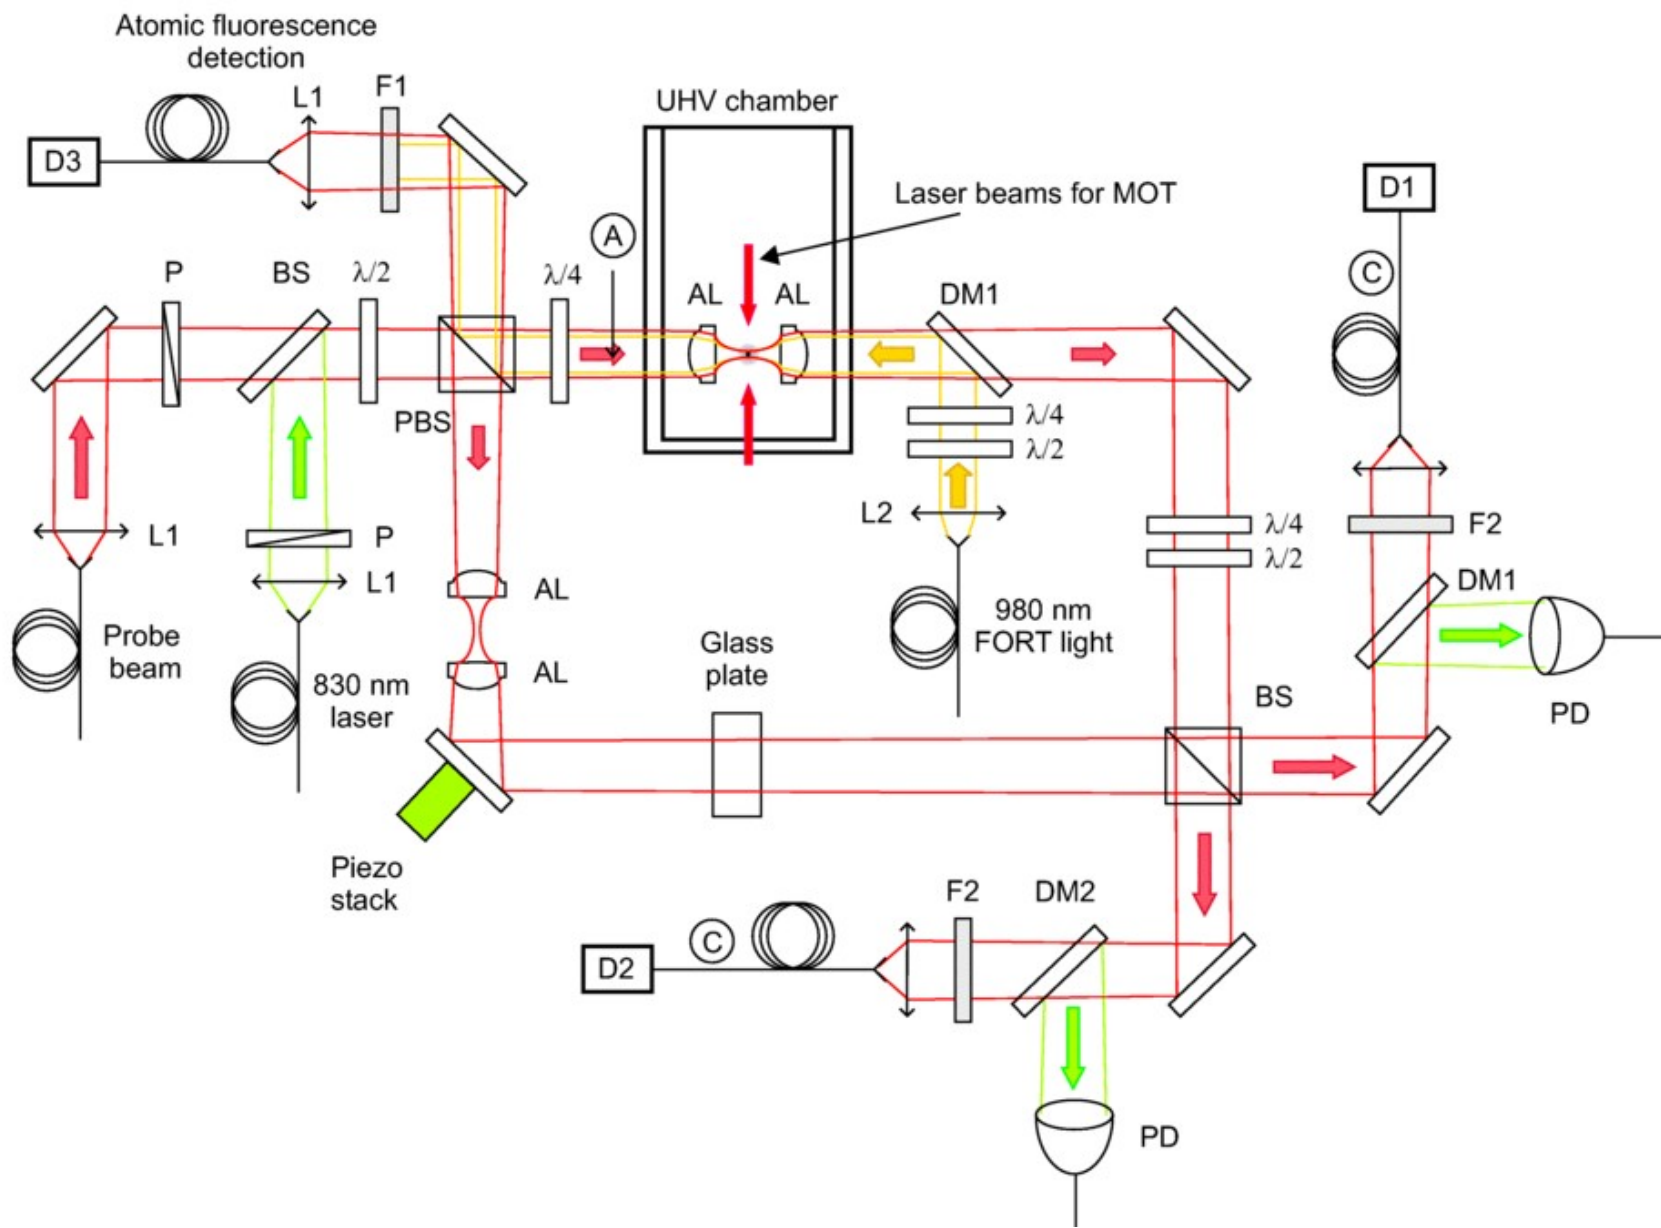 Atomic fluorescence
detection
F1
L1
UHV chamber
D3
Laser beams for MOT
D1
A
C
P
BS
λ/2
λ/4
AL
AL
DM1
PBS
λ/4
λ/2
L1
P
L2
F2
λ/4
λ/2
L1
AL
DM1
Probe
beam
980 nm
FORT light
Glass
plate
AL
830 nm
laser
BS
PD
Piezo
stack
F2
DM2
C
D2
PD